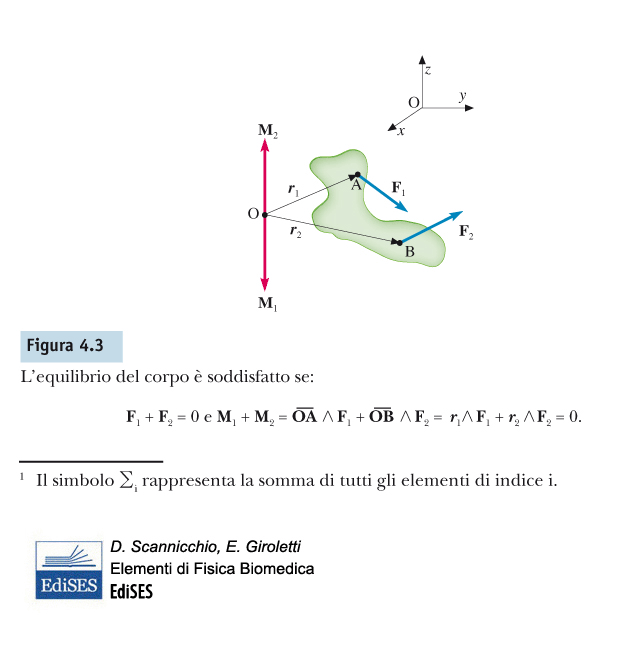 z
O
y
x
M₂
r₁
A
F₁
O
r₂
F₂
B
M₁
Figura 4.3
L’equilibrio del corpo è soddisfatto se:
F₁ + F₂ = 0 e M₁ + M₂ = O̅A̅ ∧ F₁ + O̅B̅ ∧ F₂ = r₁∧ F₁ + r₂ ∧ F₂ = 0.
¹ Il simbolo ∑ᵢ rappresenta la somma di tutti gli elementi di indice i.
D. Scannicchio, E. Giroletti
Elementi di Fisica Biomedica
EdiSES
EdiSES